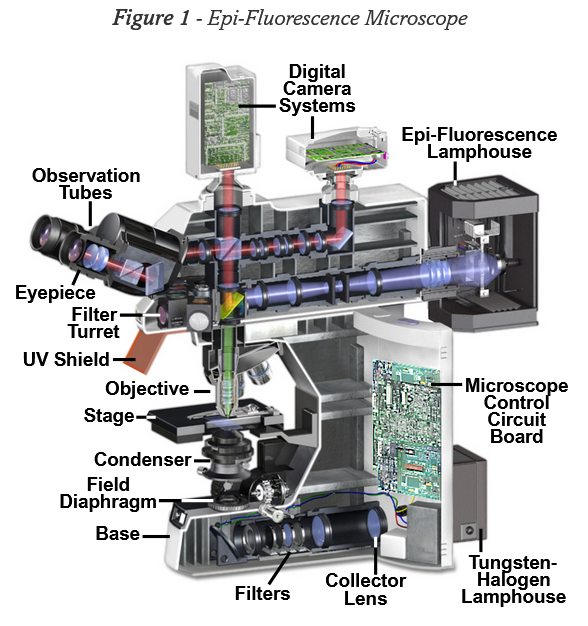 Figure 1 - Epi-Fluorescence Microscope
Digital
Camera
Systems
Epi-Fluorescence
Lamphouse
Observation
Tubes
Eyepiece
Filter
Turret
UV Shield
Objective
Stage
Microscope
Control
Circuit
Board
Condenser
Field
Diaphragm
Base
Filters
Collector
Lens
Tungsten-
Halogen
Lamphouse